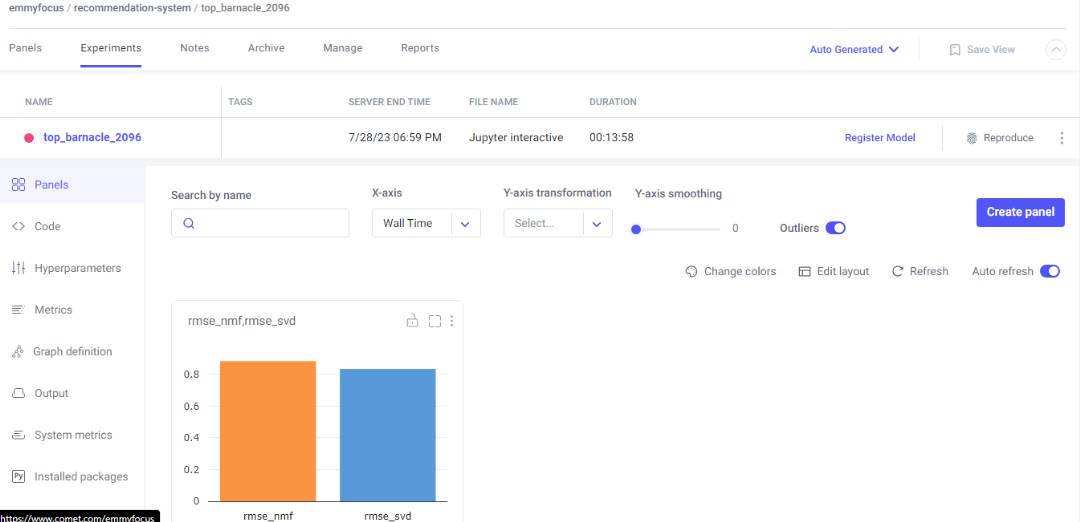 emmyfocus / recommendation-system / top_barnacle_2096
Panels Experiments Notes Archive Manage Reports Auto Generated Save View
NAME TAGS SERVER END TIME FILE NAME DURATION
top_barnacle_2096 7/28/23 06:59 PM Jupyter interactive 00:13:58 Register Model Reproduce
Panels
Code
Hyperparameters
Metrics
Graph definition
Output
System metrics
Py Installed packages
Search by name X-axis Y-axis transformation Y-axis smoothing
Wall Time Select... 0 Outliers Create panel
Change colors Edit layout Refresh Auto refresh
rmse_nmf,rmse_svd
0.8
0.6
0.4
0.2
0
rmse_nmf rmse_svd
https://www.comet.com/emmyfocus